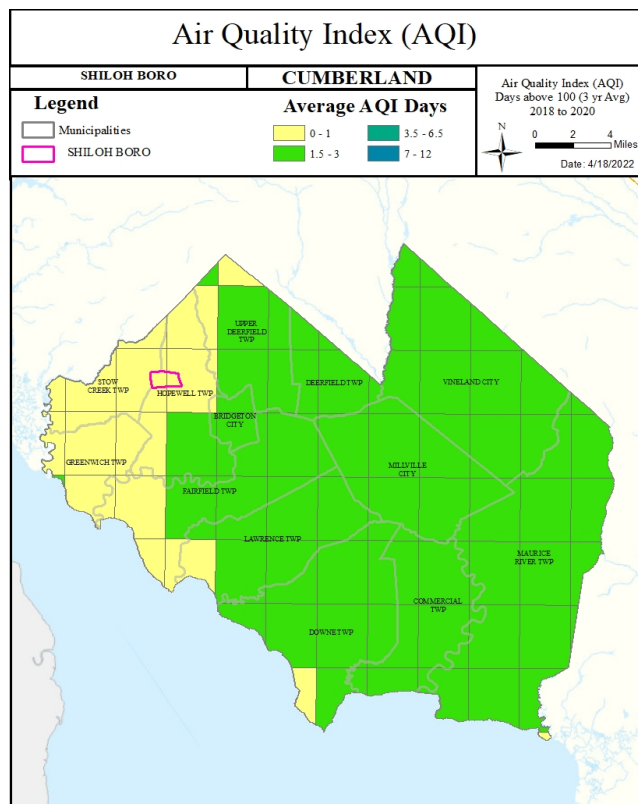 Air Quality Index (AQI)
SHILOH BORO
CUMBERLAND
Air Quality Index (AQI)
Days above 100 (3 yr Avg)
2018 to 2020
N
0 2 4
Miles
Date: 4/18/2022
Legend
Municipalities
SHILOH BORO
Average AQI Days
0 - 1
3.5 - 6.5
1.5 - 3
7 - 12
UPPER
DEERFIELD
TWP
STOW
CREEK TWP
HOPEWELL TWP
DEERFIELD TWP
VINELAND CITY
BRIDGETON
CITY
GREENWICH TWP
MILLVILLE
CITY
FAIRFIELD TWP
LAWRENCE TWP
MAURICE
RIVER TWP
COMMERCIAL
TWP
DOWNE TWP